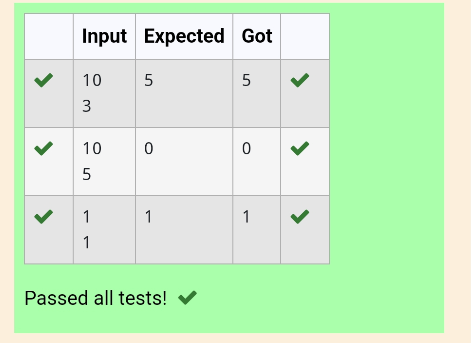 Input Expected Got
10 5 5
3
10 0 0
5
1 1 1
1
Passed all tests!